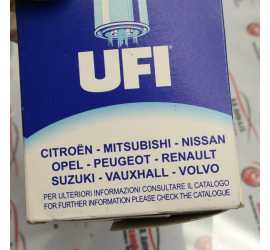 UFI
CITROËN - MITSUBISHI - NISSAN
OPEL - PEUGEOT - RENAULT
SUZUKI - VAUXHALL - VOLVO
PER ULTERIORI INFORMAZIONI CONSULTARE IL CATALOGO
FOR FURTHER INFORMATION PLEASE CHECK THE CATALOGUE